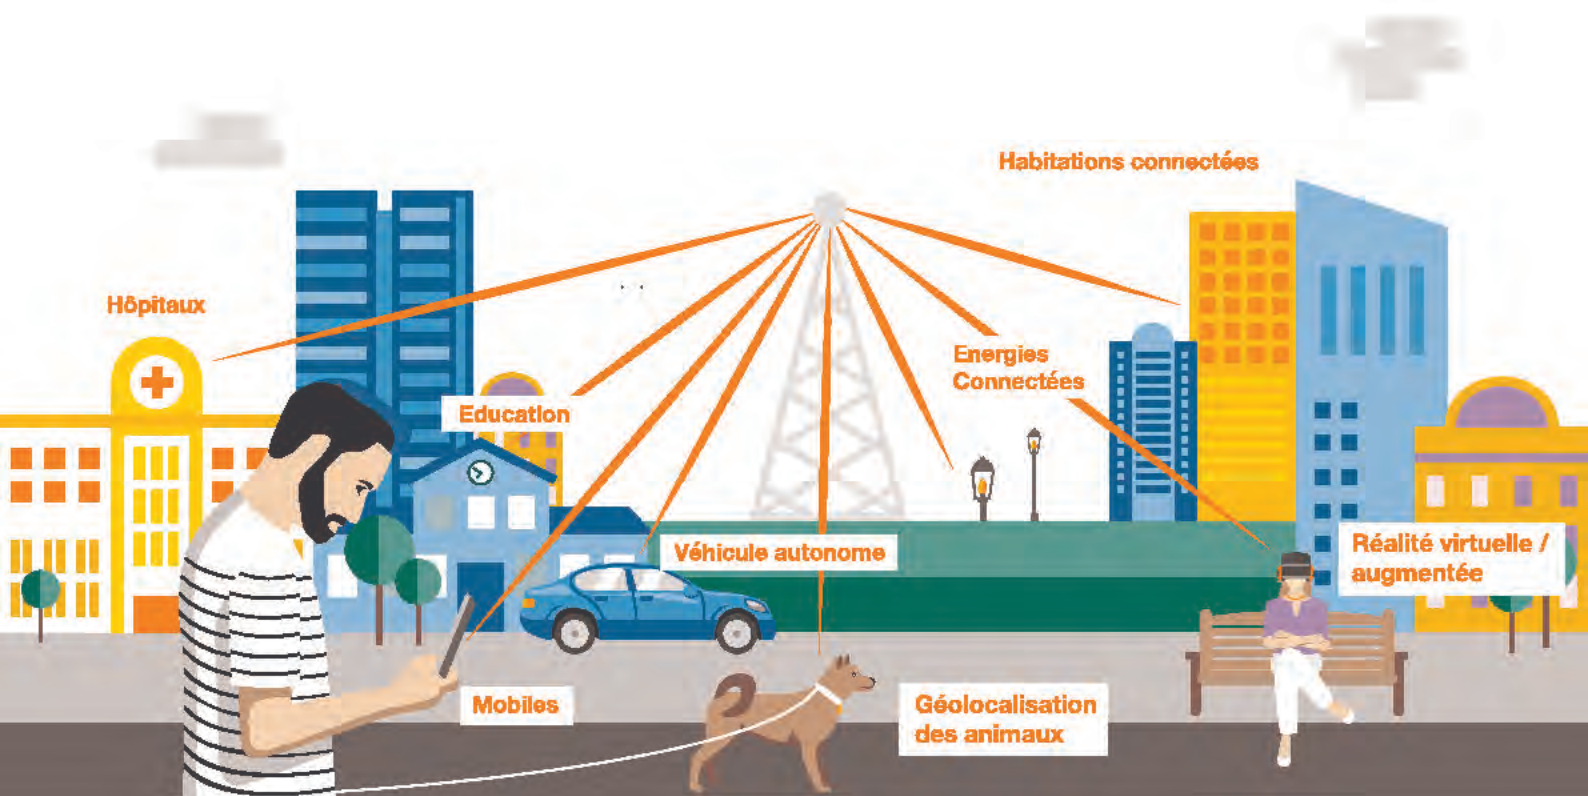 Habitations connectées
Hôpitaux
Energies
Connectées
Education
Véhicule autonome
Réalité virtuelle /
augmentée
Mobiles
Géolocalisation
des animaux